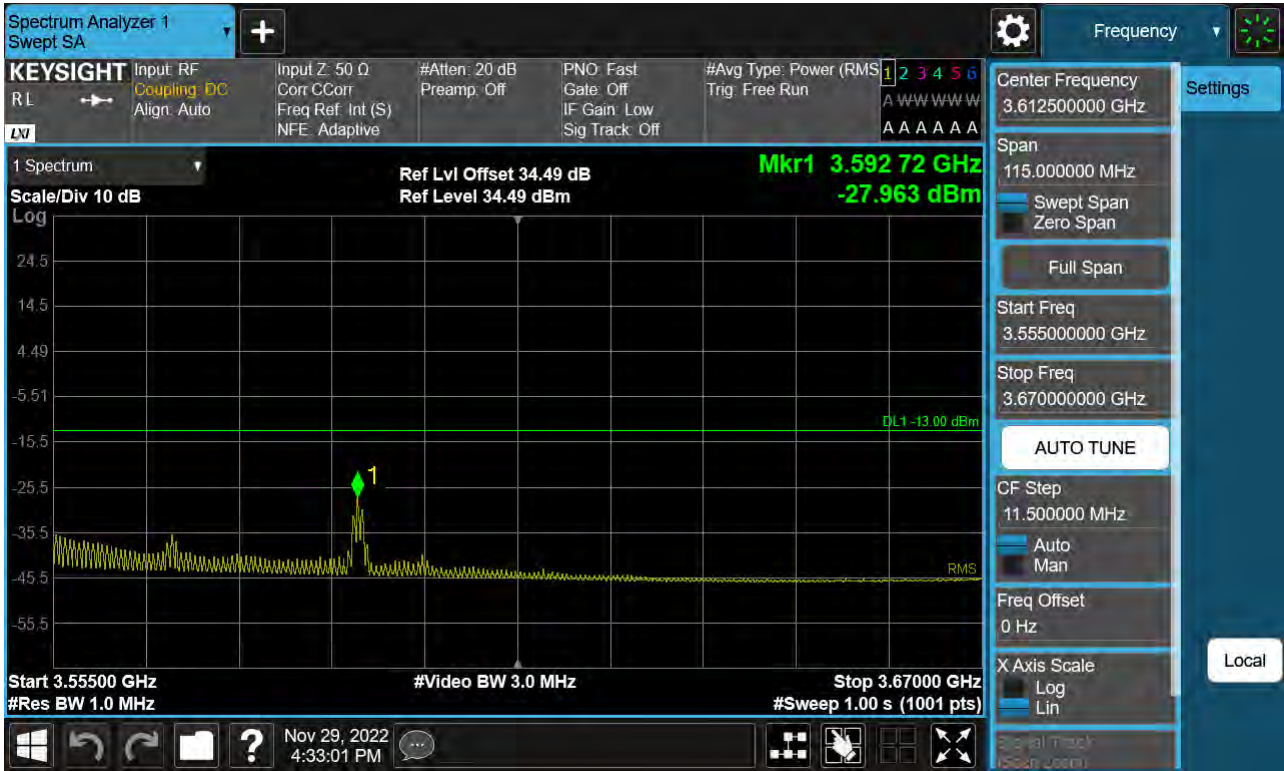 Spectrum Analyzer 1
Swept SA
+
Frequency
KEYSIGHT
RL
LXI
Input: RF
Coupling: DC
Align: Auto
Input Z: 50 Ω
Corr CCorr
Freq Ref: Int (S)
NFE: Adaptive
#Atten: 20 dB
Preamp: Off
PNO: Fast
Gate: Off
IF Gain: Low
Sig Track: Off
#Avg Type: Power (RMS
Trig: Free Run
1 2 3 4 5 6
A W W W W W
A A A A A A
1 Spectrum
Scale/Div 10 dB
Log
Ref Lvl Offset 34.49 dB
Ref Level 34.49 dBm
Mkr1 3.592 72 GHz
-27.963 dBm
24.5
14.5
4.49
-5.51
-15.5
-25.5
-35.5
-45.5
-55.5
DL1 -13.00 dBm
1
RMS
Start 3.55500 GHz
#Res BW 1.0 MHz
#Video BW 3.0 MHz
Stop 3.67000 GHz
#Sweep 1.00 s (1001 pts)
Center Frequency
3.612500000 GHz
Settings
Span
115.000000 MHz
Swept Span
Zero Span
Full Span
Start Freq
3.555000000 GHz
Stop Freq
3.670000000 GHz
AUTO TUNE
CF Step
11.500000 MHz
Auto
Man
Freq Offset
0 Hz
X Axis Scale
Log
Lin
Signal Track
(Span Zoom)
Local
?
Nov 29, 2022
4:33:01 PM